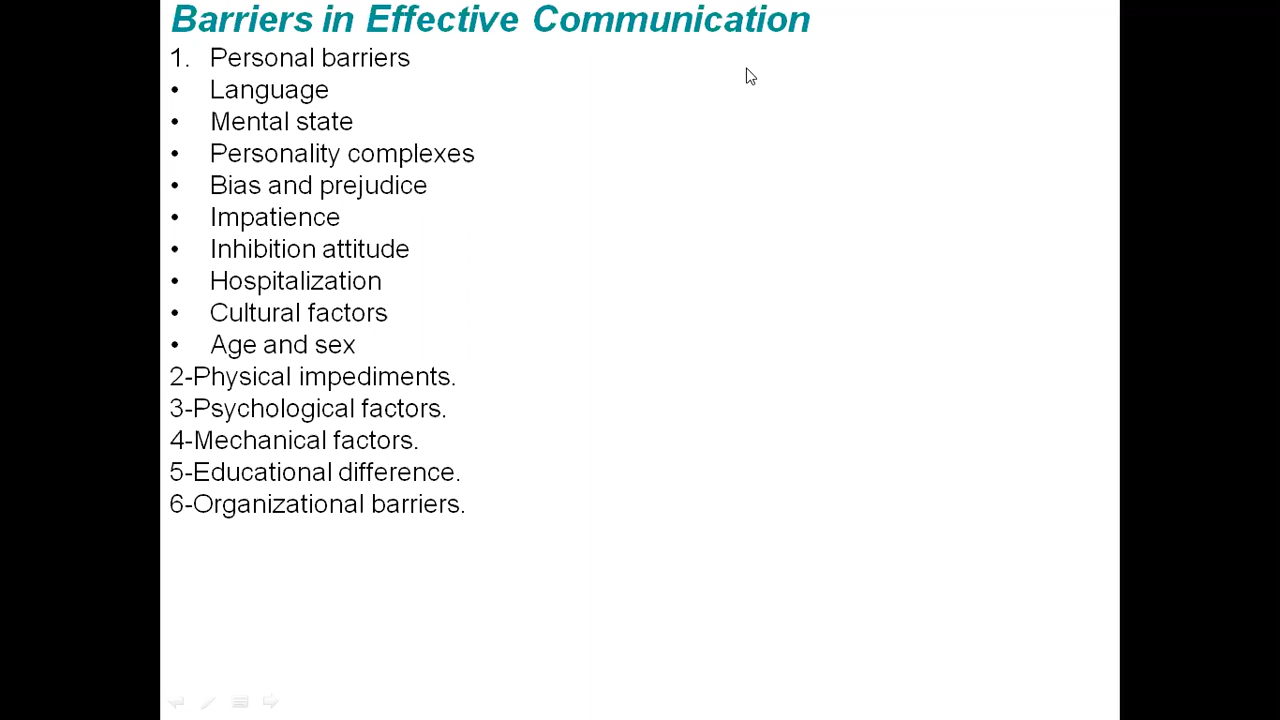 Barriers in Effective Communication
1. Personal barriers
• Language
• Mental state
• Personality complexes
• Bias and prejudice
• Impatience
• Inhibition attitude
• Hospitalization
• Cultural factors
• Age and sex
2-Physical impediments.
3-Psychological factors.
4-Mechanical factors.
5-Educational difference.
6-Organizational barriers.